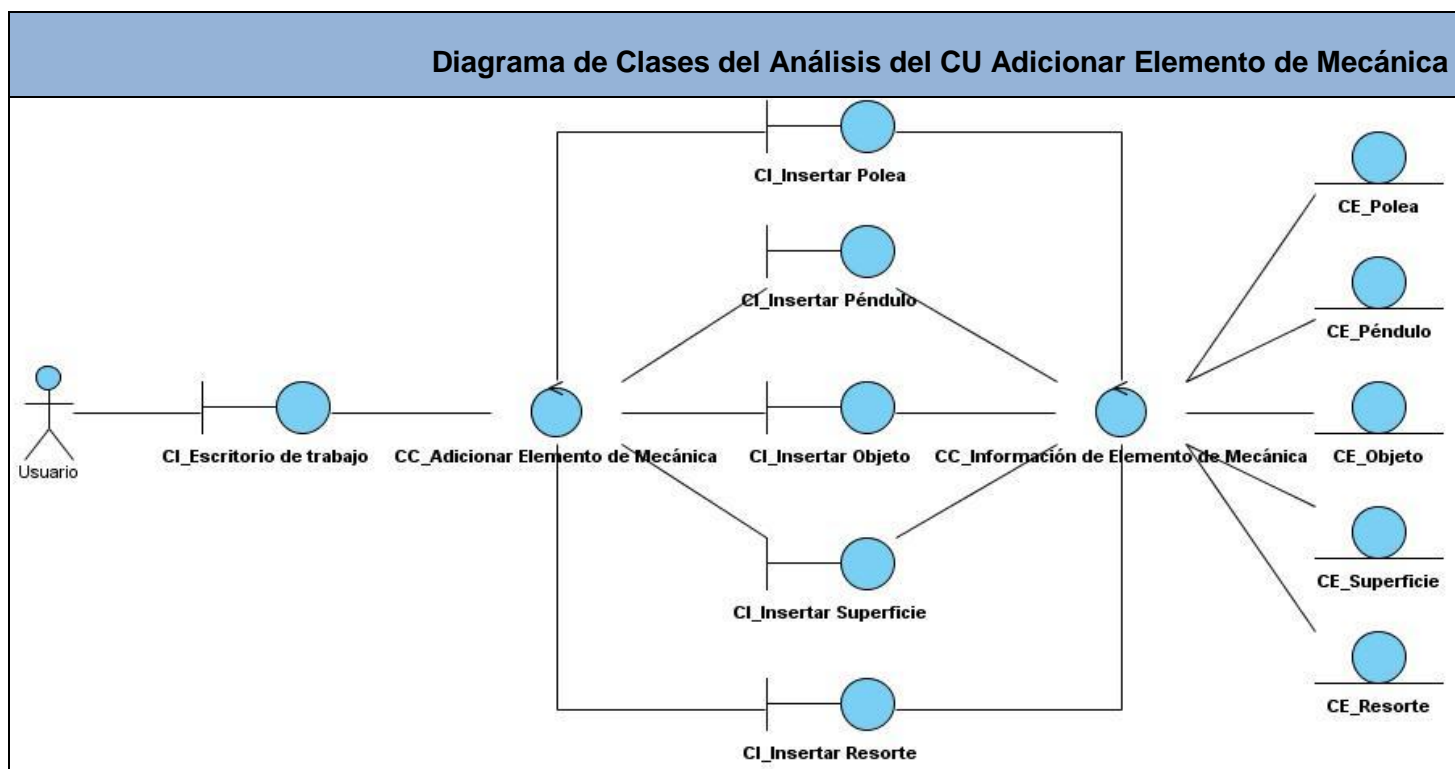 Diagrama de Clases del Análisis del CU Adicionar Elemento de Mecánica
CI_Insertar Polea
CE_Polea
CI_Insertar Péndulo
CE_Péndulo
Usuario
CI_Escritorio de trabajo
CC_Adicionar Elemento de Mecánica
CI_Insertar Objeto
CC_Información de Elemento de Mecánica
CE_Objeto
CI_Insertar Superficie
CE_Superficie
CI_Insertar Resorte
CE_Resorte